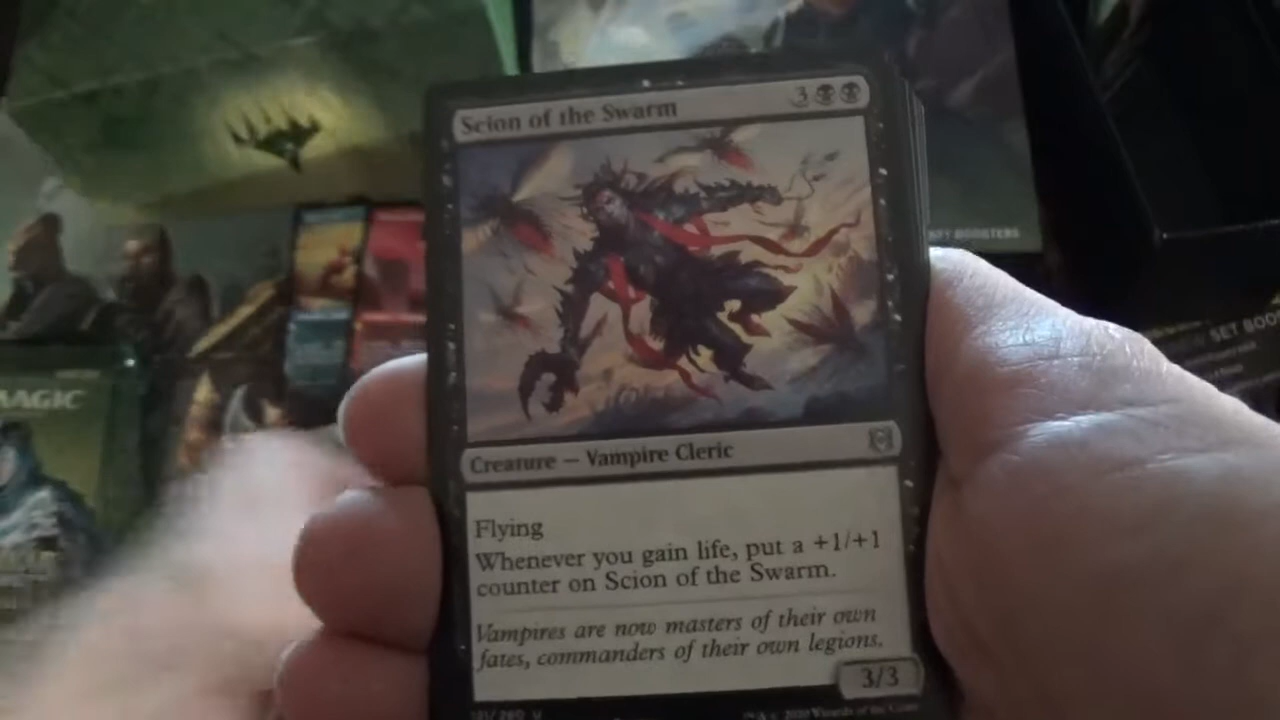 Scion of the Swarm
3
Creature — Vampire Cleric
Flying
Whenever you gain life, put a +1/+1
counter on Scion of the Swarm.
Vampires are now masters of their own
fates, commanders of their own legions.
3/3
MAGIC
BOOSTERS
SET